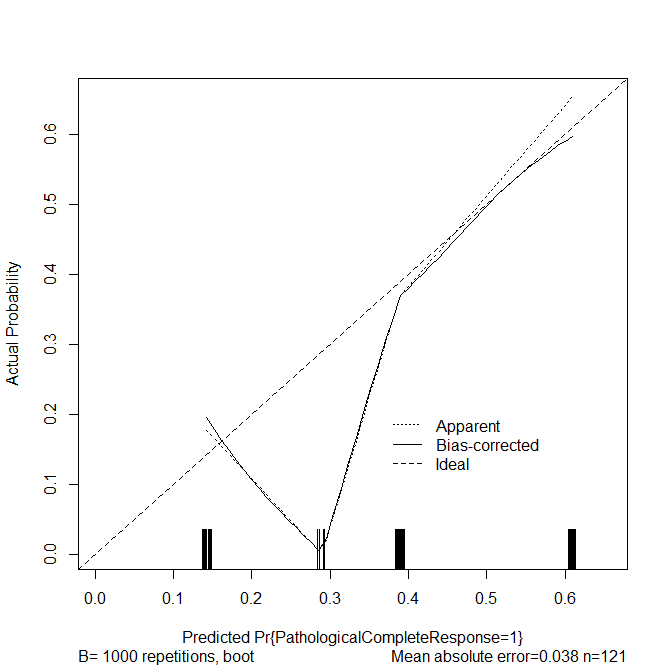 Actual Probability
0.6
0.5
0.4
0.3
0.2
0.1
0.0
Apparent
Bias-corrected
Ideal
0.0 0.1 0.2 0.3 0.4 0.5 0.6
Predicted Pr{PathologicalCompleteResponse=1}
B= 1000 repetitions, boot Mean absolute error=0.038 n=121